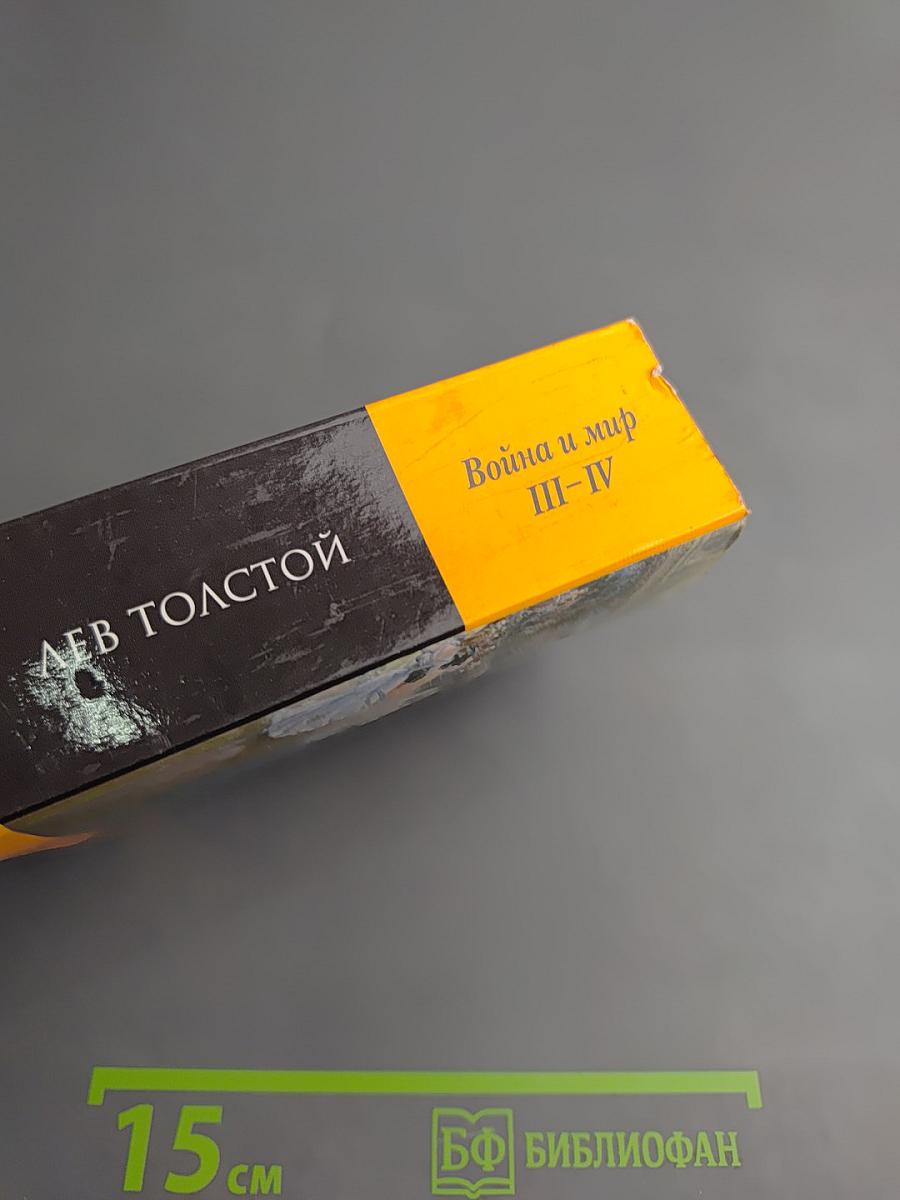 ЛЕВ ТОЛСТОЙ
Война и мир
III–IV
15 см
БФ БИБЛИОФАН